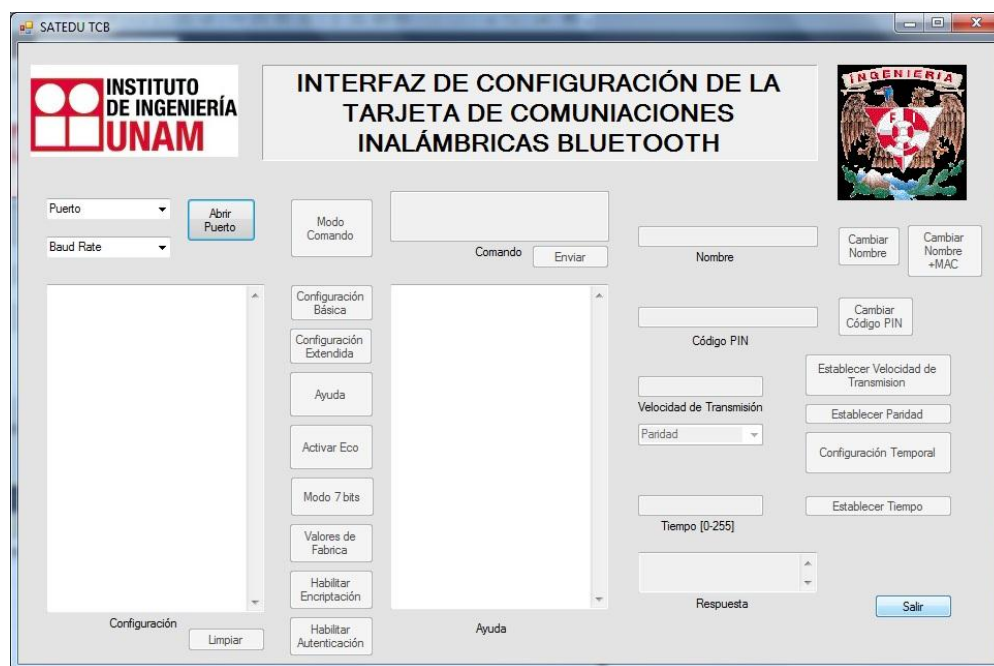 SATEDU TCB
INSTITUTO
DE INGENIERÍA
UNAM
INTERFAZ DE CONFIGURACIÓN DE LA
TARJETA DE COMUNIACIONES
INALÁMBRICAS BLUETOOTH
INGENIERIA
F I
Puerto
Abrir
Puerto
Baud Rate
Modo
Comando
Comando
Enviar
Nombre
Cambiar
Nombre
Cambiar
Nombre
+MAC
Configuración
Básica
Configuración
Extendida
Ayuda
Activar Eco
Modo 7 bits
Valores de
Fabrica
Habilitar
Encriptación
Habilitar
Autenticación
Código PIN
Cambiar
Código PIN
Velocidad de Transmisión
Establecer Velocidad de
Transmision
Paridad
Establecer Paridad
Configuración Temporal
Tiempo [0-255]
Establecer Tiempo
Respuesta
Salir
Configuración
Limpiar
Ayuda